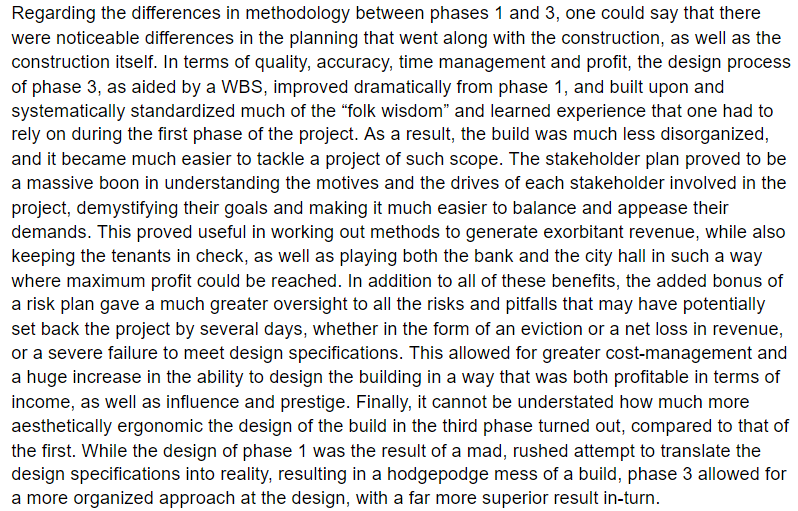 Regarding the differences in methodology between phases 1 and 3, one could say that there
were noticeable differences in the planning that went along with the construction, as well as the
construction itself. In terms of quality, accuracy, time management and profit, the design process
of phase 3, as aided by a WBS, improved dramatically from phase 1, and built upon and
systematically standardized much of the “folk wisdom” and learned experience that one had to
rely on during the first phase of the project. As a result, the build was much less disorganized,
and it became much easier to tackle a project of such scope. The stakeholder plan proved to be
a massive boon in understanding the motives and the drives of each stakeholder involved in the
project, demystifying their goals and making it much easier to balance and appease their
demands. This proved useful in working out methods to generate exorbitant revenue, while also
keeping the tenants in check, as well as playing both the bank and the city hall in such a way
where maximum profit could be reached. In addition to all of these benefits, the added bonus of
a risk plan gave a much greater oversight to all the risks and pitfalls that may have potentially
set back the project by several days, whether in the form of an eviction or a net loss in revenue,
or a severe failure to meet design specifications. This allowed for greater cost-management and
a huge increase in the ability to design the building in a way that was both profitable in terms of
income, as well as influence and prestige. Finally, it cannot be understated how much more
aesthetically ergonomic the design of the build in the third phase turned out, compared to that of
the first. While the design of phase 1 was the result of a mad, rushed attempt to translate the
design specifications into reality, resulting in a hodgepodge mess of a build, phase 3 allowed for
a more organized approach at the design, with a far more superior result in-turn.